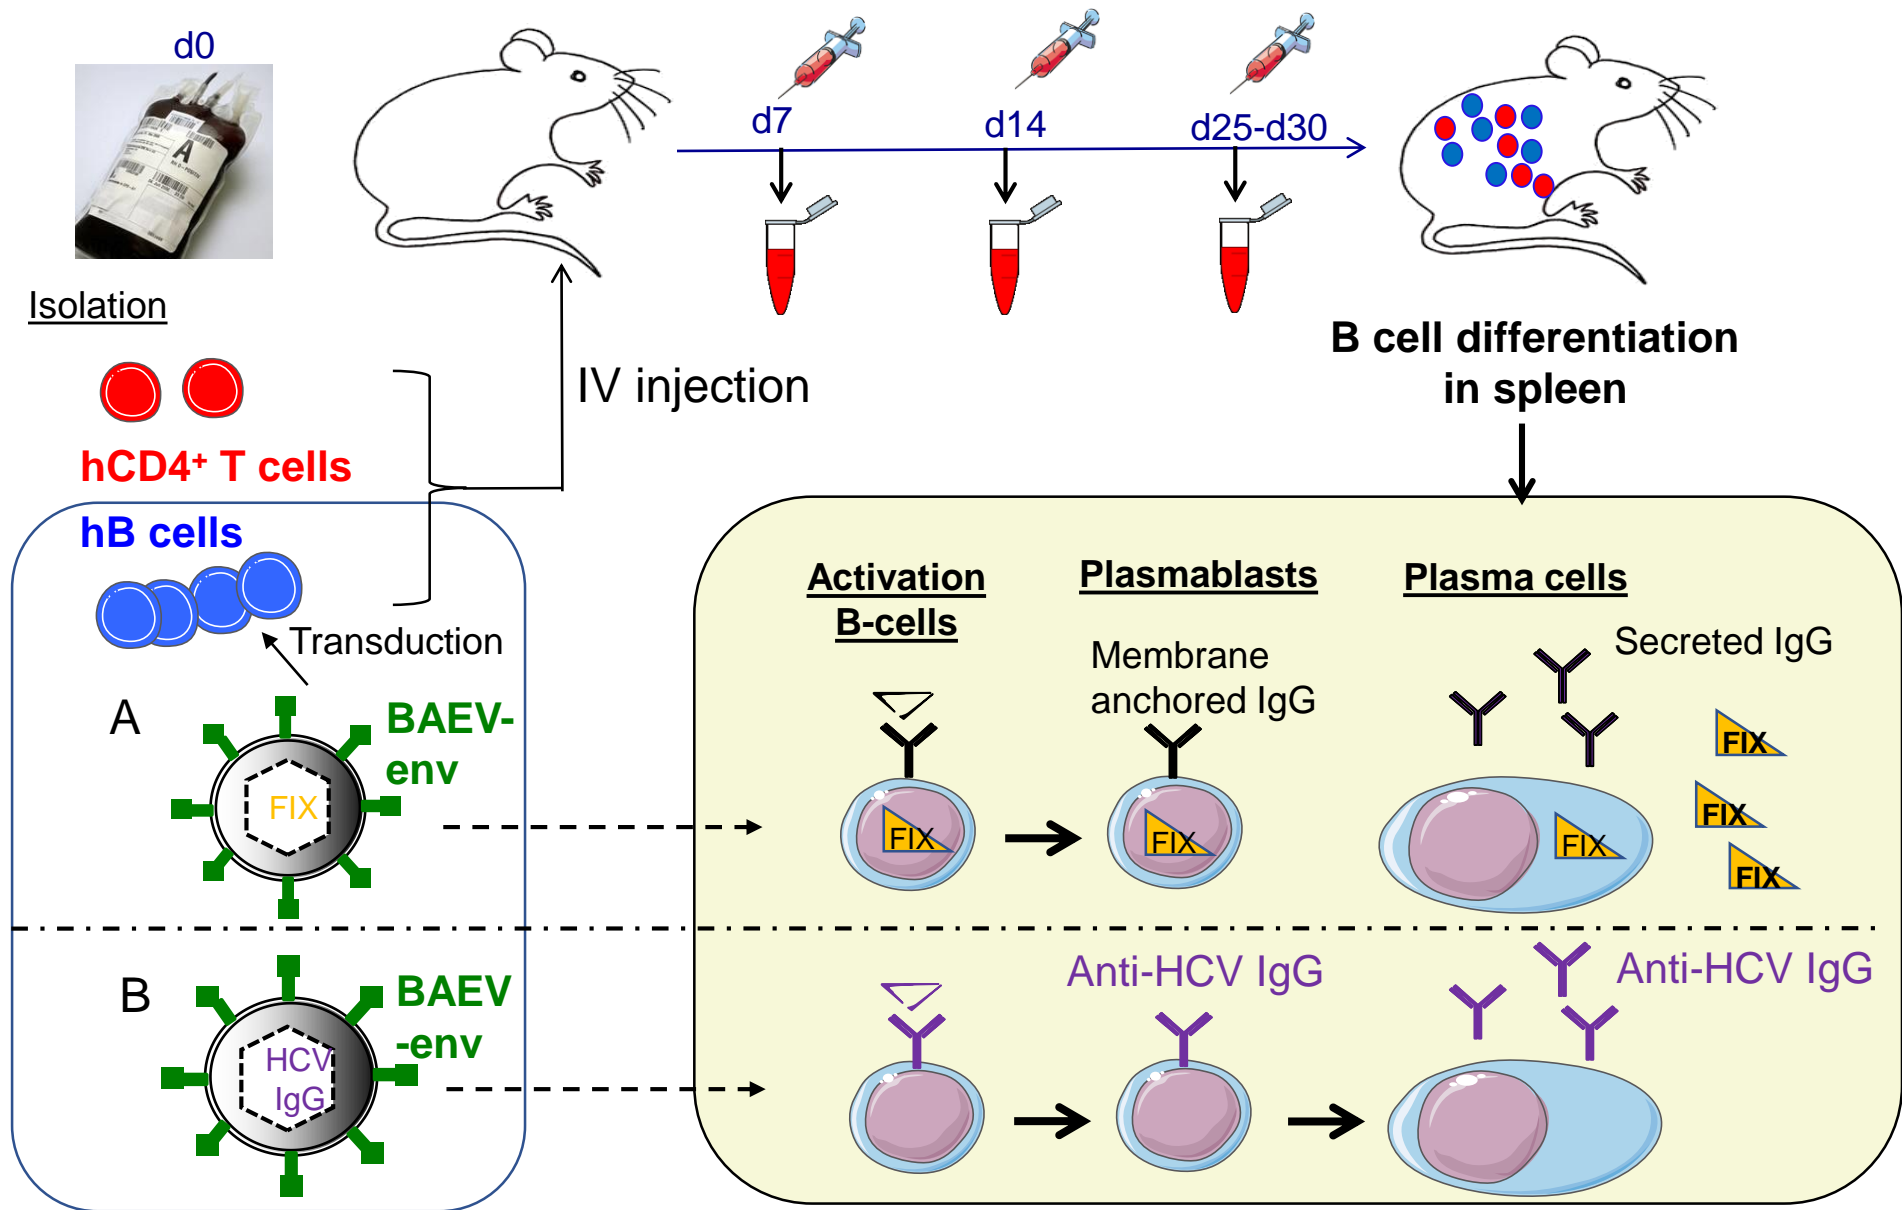 d0
A
d7
d14
d25-d30
Isolation
hCD4+ T cells
IV injection
B cell differentiation
in spleen
hB cells
Transduction
A
BAEV-
env
FIX
Activation
B-cells
Plasmablasts
Plasma cells
Membrane
anchored IgG
Secreted IgG
FIX
FIX
FIX
FIX
FIX
FIX
B
BAEV
-env
HCV
IgG
Anti-HCV IgG
Anti-HCV IgG